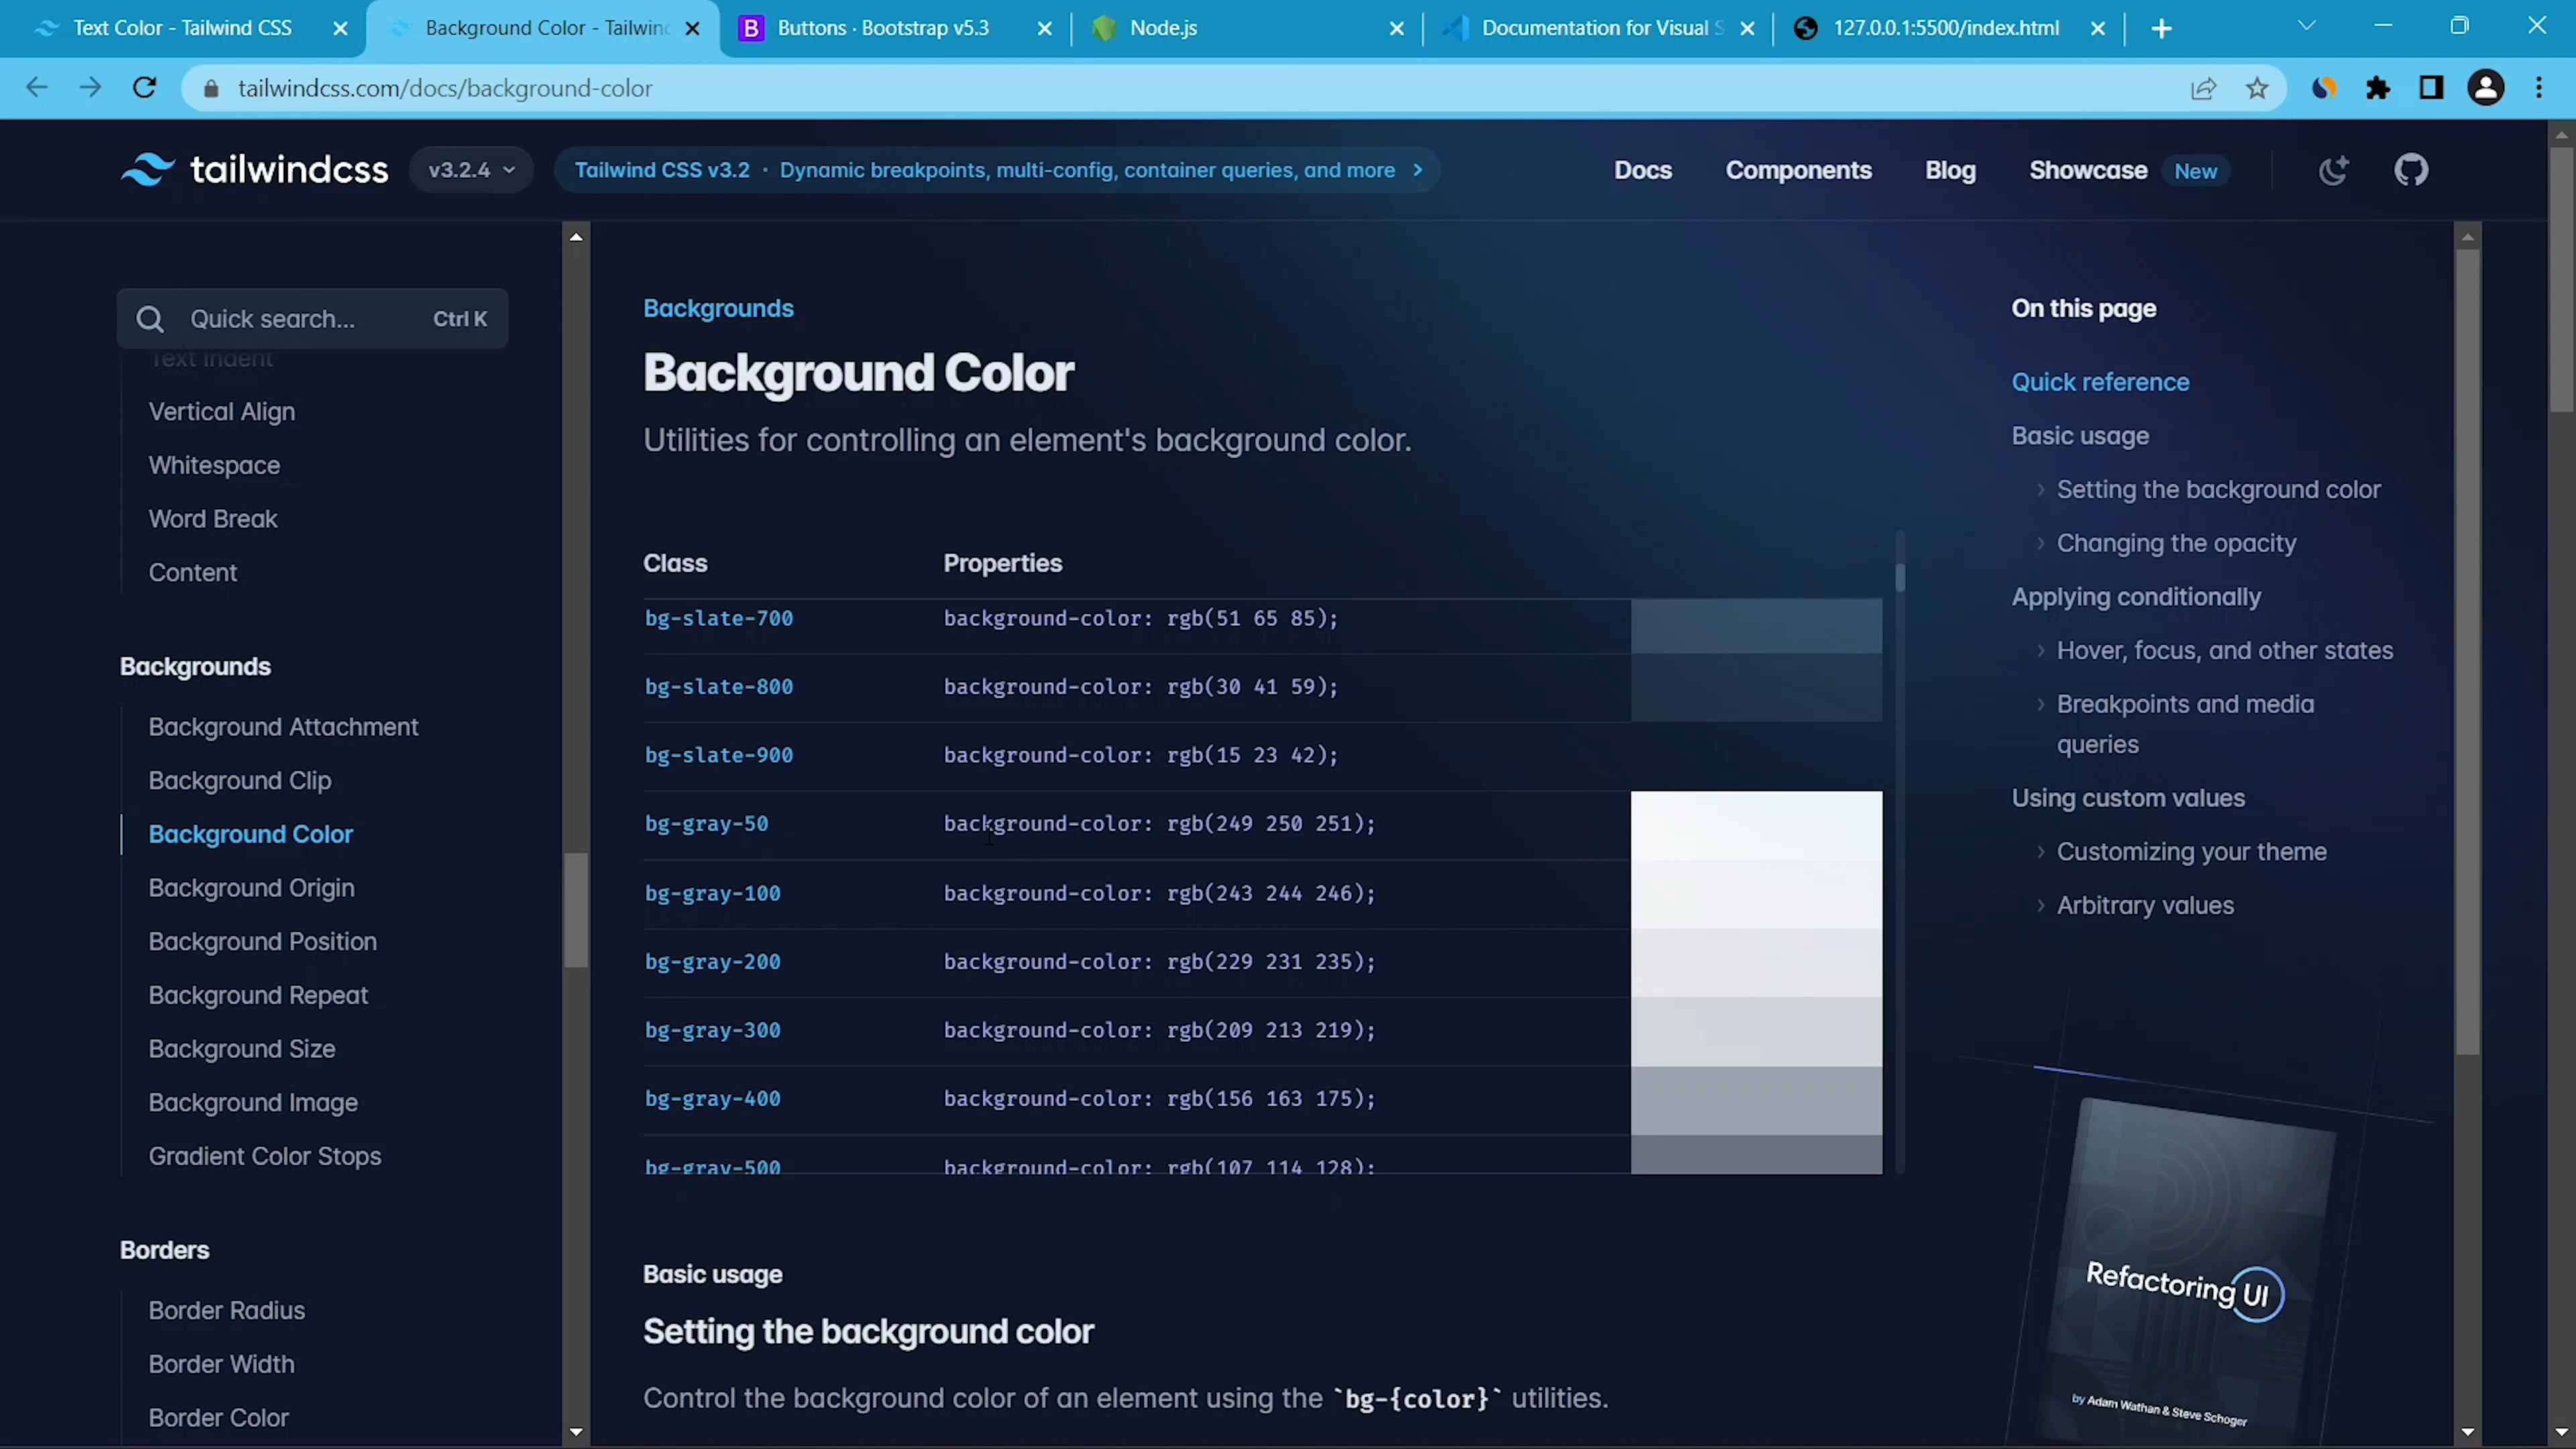 Text Color - Tailwind CSS
Background Color - Tailwind
Buttons · Bootstrap v5.3
Node.js
Documentation for Visual S
127.0.0.1:5500/index.html
tailwindcss.com/docs/background-color
tailwindcss
v3.2.4
Tailwind CSS v3.2 · Dynamic breakpoints, multi-config, container queries, and more
Docs
Components
Blog
Showcase
New
Quick search...
Ctrl K
Text Indent
Vertical Align
Whitespace
Word Break
Content
Backgrounds
Background Attachment
Background Clip
Background Color
Background Origin
Background Position
Background Repeat
Background Size
Background Image
Gradient Color Stops
Borders
Border Radius
Border Width
Border Color
Backgrounds
Background Color
Utilities for controlling an element's background color.
Class Properties
bg-slate-700 background-color: rgb(51 65 85);
bg-slate-800 background-color: rgb(30 41 59);
bg-slate-900 background-color: rgb(15 23 42);
bg-gray-50 background-color: rgb(249 250 251);
bg-gray-100 background-color: rgb(243 244 246);
bg-gray-200 background-color: rgb(229 231 235);
bg-gray-300 background-color: rgb(209 213 219);
bg-gray-400 background-color: rgb(156 163 175);
bg-gray-500 background-color: rgb(107 114 128);
Basic usage
Setting the background color
Control the background color of an element using the `bg-{color}` utilities.
On this page
Quick reference
Basic usage
Setting the background color
Changing the opacity
Applying conditionally
Hover, focus, and other states
Breakpoints and media
queries
Using custom values
Customizing your theme
Arbitrary values
Refactoring UI
by Adam Wathan & Steve Schoger